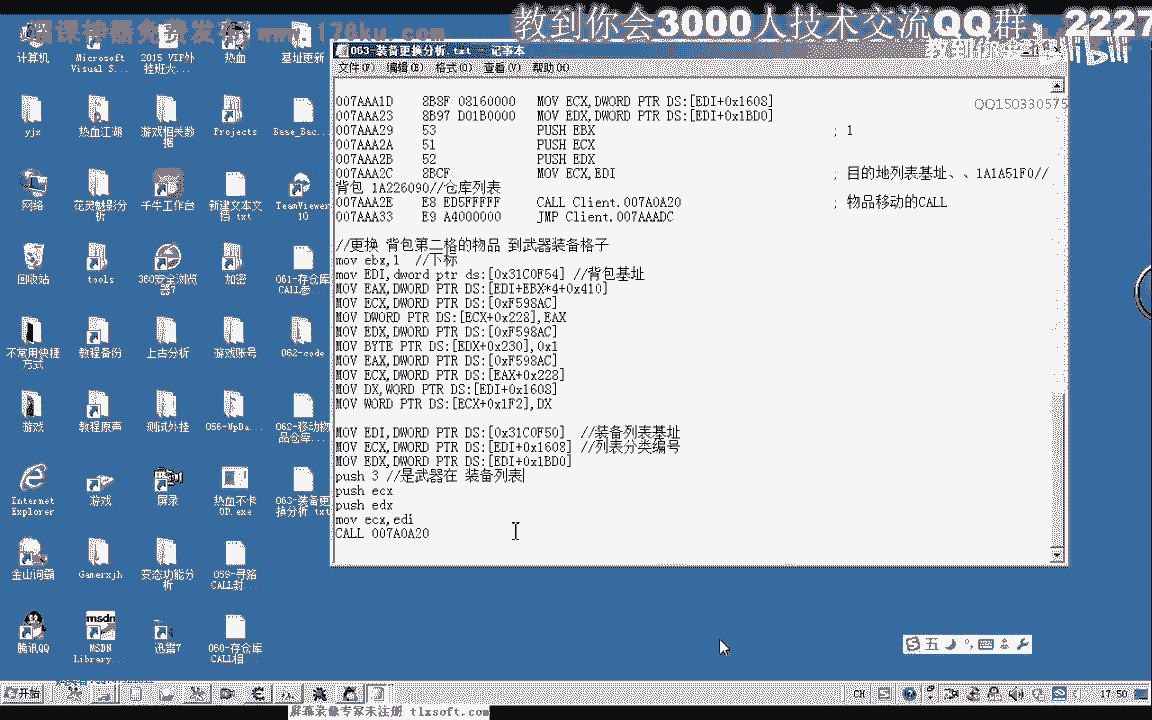 教到你会3000人技术交流QQ群：2227
063-装备更换分析.txt - 记事本
文件(F) 编辑(E) 格式(O) 查看(V) 帮助(H)
QQ150330575
007AAA1D 8B8F 08160000 MOV ECX,DWORD PTR DS:[EDI+0x1608]
007AAA23 8B97 D01B0000 MOV EDX,DWORD PTR DS:[EDI+0x1BD0]
007AAA29 53 PUSH EBX ; 1
007AAA2A 51 PUSH ECX
007AAA2B 52 PUSH EDX
007AAA2C 8BCF MOV ECX,EDI ; 目的地列表基址、、1A1A51F0//
背包 1A226090//仓库列表
007AAA2E E8 ED5FFFFF CALL Client.007A0A20 ; 物品移动的CALL
007AAA33 E9 A4000000 JMP Client.007AAADC
//更换 背包第二格的物品 到武器装备格子
mov ebx,1 //下标
mov EDI,dword ptr ds:[0x31C0F54] //背包基址
MOV EAX,DWORD PTR DS:[EDI+EBX*4+0x410]
MOV ECX,DWORD PTR DS:[0xF598AC]
MOV DWORD PTR DS:[ECX+0x228],EAX
MOV EDX,DWORD PTR DS:[0xF598AC]
MOV BYTE PTR DS:[EDX+0x230],0x1
MOV EAX,DWORD PTR DS:[0xF598AC]
MOV ECX,DWORD PTR DS:[EAX+0x228]
MOV DX,WORD PTR DS:[EDI+0x1608]
MOV WORD PTR DS:[ECX+0x1F2],DX
MOV EDI,DWORD PTR DS:[0x31C0F50] //装备列表基址
MOV ECX,DWORD PTR DS:[EDI+0x1608] //列表分类编号
MOV EDX,DWORD PTR DS:[EDI+0x1BD0]
push 3 //是武器在 装备列表
push ecx
push edx
mov ecx,edi
CALL 007A0A20
计算机
Microsoft Visual S...
2015 VIP外挂班大...
热血
基址更新
yjx
热血江湖
游戏相关数据
Projects
Base_Bac...
网络
花灵魅影分析
千牛工作台
新建文本文档.txt
TeamViewer 10
回收站
tools
360安全浏览器7
加密
061-存仓库CALL参...
不常用快捷方式
教程备份
上古分析
游戏账号
062-code
游戏
教程原声
测试外挂
056-UpDa...
062-移动物品仓库...
Internet Explorer
游戏
屏录
热血不卡OD.exe
063-装备更换分析.txt
金山词霸
Gamerxjh
变态功能分析
059-寻路CALL封...
腾讯QQ
MSDN Library...
迅雷7
060-存仓库CALL相...
开始
CH
五
17:50
屏幕录像专家未注册 tlxsoft.com